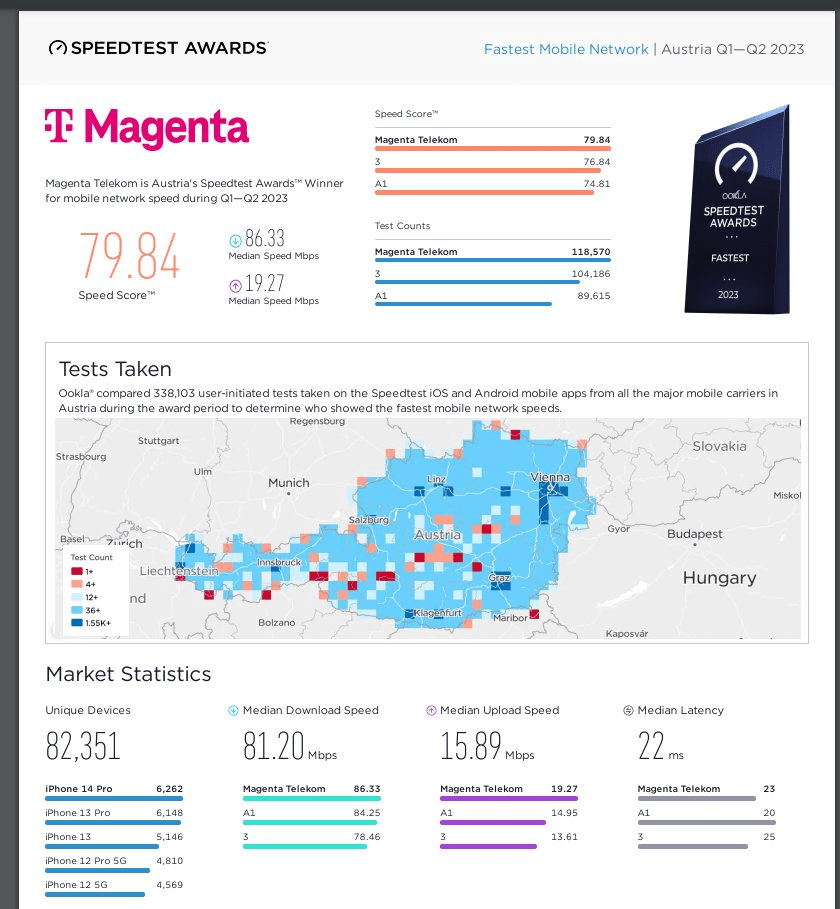 SPEEDTEST AWARDS™
Fastest Mobile Network | Austria Q1—Q2 2023
T Magenta
Magenta Telekom is Austria's Speedtest Awards™ Winner
for mobile network speed during Q1—Q2 2023
79.84
Speed Score™
86.33
Median Speed Mbps
19.27
Median Speed Mbps
Speed Score™
Magenta Telekom 79.84
3 76.84
A1 74.81
Test Counts
Magenta Telekom 118,570
3 104,186
A1 89,615
OOKLA
SPEEDTEST
AWARDS
...
FASTEST
...
2023
Tests Taken
Ookla® compared 338,103 user-initiated tests taken on the Speedtest iOS and Android mobile apps from all the major mobile carriers in
Austria during the award period to determine who showed the fastest mobile network speeds.
Regensburg
Stuttgart
Strasbourg
Slovakia
Ulm
Munich
Linz
Vienna
Miskol
Salzburg
Austria
Gyor
Budapest
Basel
Zurich
Liechtenstein
Innsbruck
Graz
Hungary
nd
Klagenfurt
Maribor
Bolzano
Kaposvár
Test Count
1+
4+
12+
36+
1.55K+
Market Statistics
Unique Devices
82,351
iPhone 14 Pro 6,262
iPhone 13 Pro 6,148
iPhone 13 5,146
iPhone 12 Pro 5G 4,810
iPhone 12 5G 4,569
Median Download Speed
81.20 Mbps
Magenta Telekom 86.33
A1 84.25
3 78.46
Median Upload Speed
15.89 Mbps
Magenta Telekom 19.27
A1 14.95
3 13.61
Median Latency
22 ms
Magenta Telekom 23
A1 20
3 25